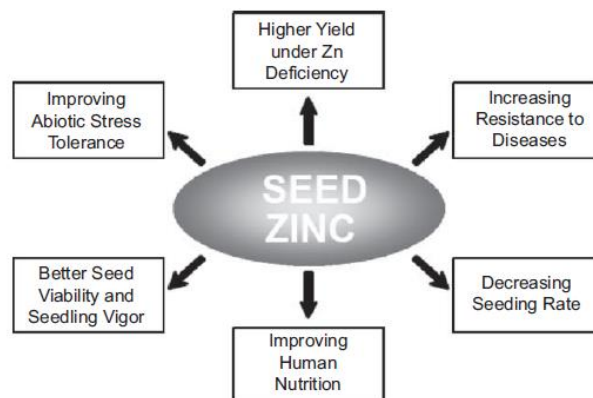 Higher Yield
under Zn
Deficiency
Improving
Abiotic Stress
Tolerance
Increasing
Resistance to
Diseases
SEED
ZINC
Better Seed
Viability and
Seedling Vigor
Decreasing
Seeding Rate
Improving
Human
Nutrition